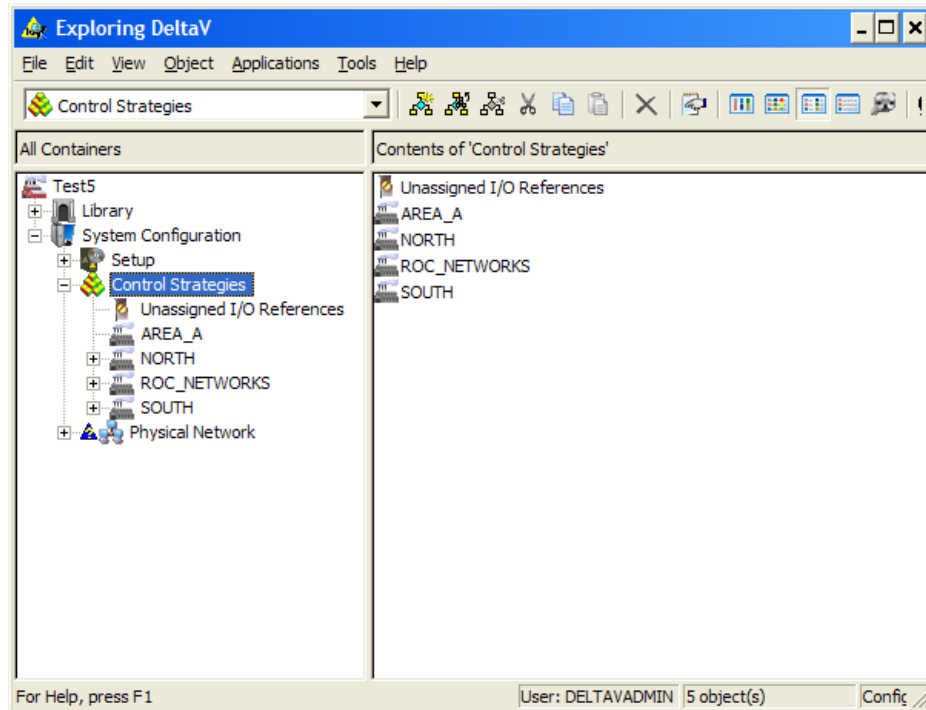 Exploring DeltaV
File Edit View Object Applications Tools Help
Control Strategies
All Containers
Contents of 'Control Strategies'
Test5
Library
System Configuration
Setup
Control Strategies
Unassigned I/O References
AREA_A
NORTH
ROC_NETWORKS
SOUTH
Physical Network
Unassigned I/O References
AREA_A
NORTH
ROC_NETWORKS
SOUTH
For Help, press F1
User: DELTAVADMIN
5 object(s)
Config